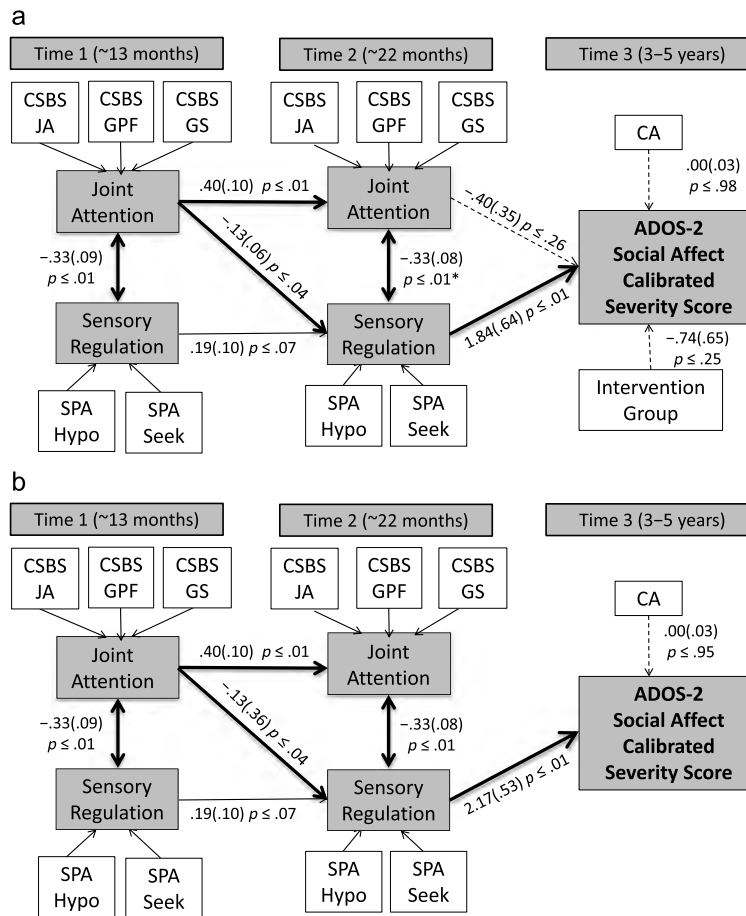 a
Time 1 (~13 months)
Time 2 (~22 months)
Time 3 (3–5 years)
CSBS
JA
CSBS
GPF
CSBS
GS
CSBS
JA
CSBS
GPF
CSBS
GS
CA
.00(.03)
p ≤ .98
Joint
Attention
.40(.10) p ≤ .01
Joint
Attention
−.40(.35) p ≤ .26
−.13(.06) p ≤ .04
ADOS-2
Social Affect
Calibrated
Severity Score
−.33(.09)
p ≤ .01
−.33(.08)
p ≤ .01*
Sensory
Regulation
.19(.10) p ≤ .07
Sensory
Regulation
1.84(.64) p ≤ .01
−.74(.65)
p ≤ .25
SPA
Hypo
SPA
Seek
SPA
Hypo
SPA
Seek
Intervention
Group
b
Time 1 (~13 months)
Time 2 (~22 months)
Time 3 (3–5 years)
CSBS
JA
CSBS
GPF
CSBS
GS
CSBS
JA
CSBS
GPF
CSBS
GS
CA
.00(.03)
p ≤ .95
Joint
Attention
.40(.10) p ≤ .01
Joint
Attention
−.13(.36) p ≤ .04
ADOS-2
Social Affect
Calibrated
Severity Score
−.33(.09)
p ≤ .01
−.33(.08)
p ≤ .01
Sensory
Regulation
.19(.10) p ≤ .07
Sensory
Regulation
2.17(.53) p ≤ .01
SPA
Hypo
SPA
Seek
SPA
Hypo
SPA
Seek